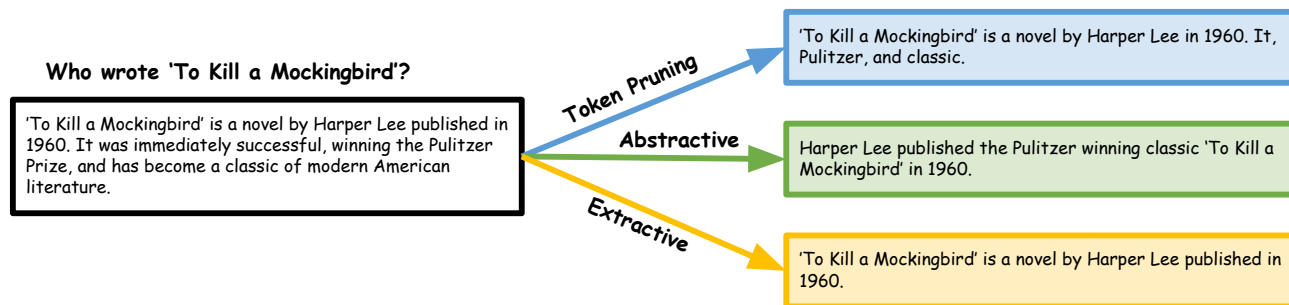 Who wrote ‘To Kill a Mockingbird’?
’To Kill a Mockingbird’ is a novel by Harper Lee published in
1960. It was immediately successful, winning the Pulitzer
Prize, and has become a classic of modern American
literature.
Token Pruning
’To Kill a Mockingbird’ is a novel by Harper Lee in 1960. It,
Pulitzer, and classic.
Abstractive
Harper Lee published the Pulitzer winning classic ‘To Kill a
Mockingbird’ in 1960.
Extractive
’To Kill a Mockingbird’ is a novel by Harper Lee published in
1960.